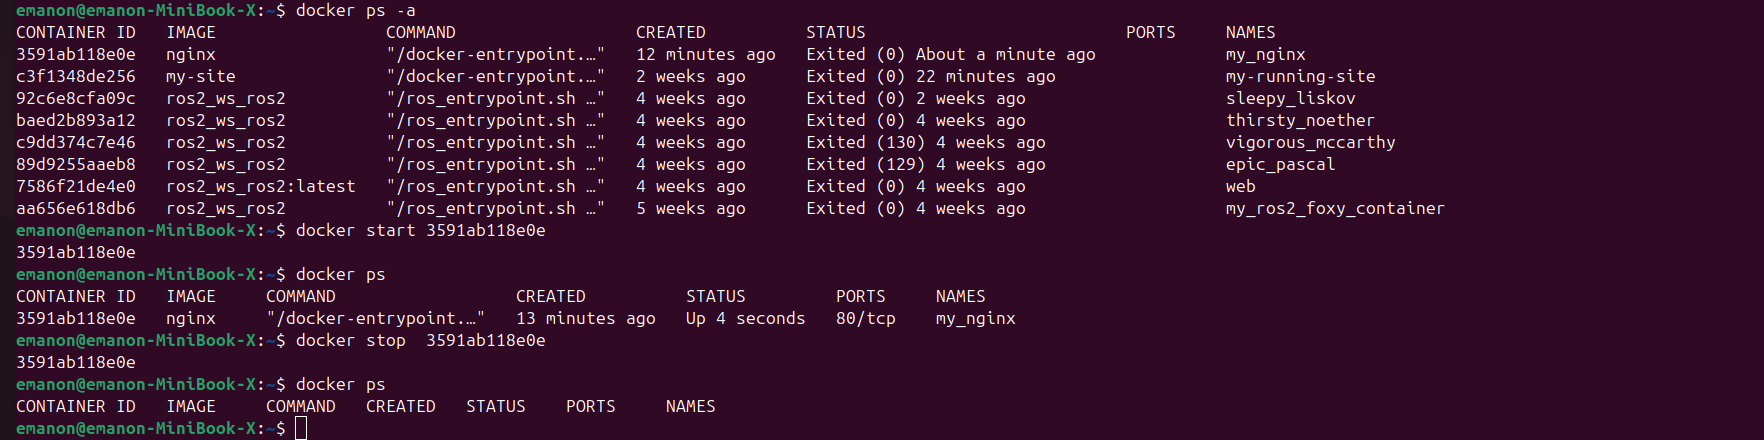 emanon@emanon-MiniBook-X:~$ docker ps -a
CONTAINER ID   IMAGE                 COMMAND                  CREATED          STATUS                          PORTS     NAMES
3591ab118e0e   nginx                 "/docker-entrypoint.…"   12 minutes ago   Exited (0) About a minute ago             my_nginx
c3f1348de256   my-site               "/docker-entrypoint.…"   2 weeks ago      Exited (0) 22 minutes ago                 my-running-site
92c6e8cfa09c   ros2_ws_ros2          "/ros_entrypoint.sh …"   4 weeks ago      Exited (0) 2 weeks ago                    sleepy_liskov
baed2b893a12   ros2_ws_ros2          "/ros_entrypoint.sh …"   4 weeks ago      Exited (0) 4 weeks ago                    thirsty_noether
c9dd374c7e46   ros2_ws_ros2          "/ros_entrypoint.sh …"   4 weeks ago      Exited (130) 4 weeks ago                  vigorous_mccarthy
89d9255aaeb8   ros2_ws_ros2          "/ros_entrypoint.sh …"   4 weeks ago      Exited (129) 4 weeks ago                  epic_pascal
7586f21de4e0   ros2_ws_ros2:latest   "/ros_entrypoint.sh …"   4 weeks ago      Exited (0) 4 weeks ago                    web
aa656e618db6   ros2_ws_ros2          "/ros_entrypoint.sh …"   5 weeks ago      Exited (0) 4 weeks ago                    my_ros2_foxy_container
emanon@emanon-MiniBook-X:~$ docker start 3591ab118e0e
3591ab118e0e
emanon@emanon-MiniBook-X:~$ docker ps
CONTAINER ID   IMAGE     COMMAND                  CREATED          STATUS         PORTS     NAMES
3591ab118e0e   nginx     "/docker-entrypoint.…"   13 minutes ago   Up 4 seconds   80/tcp    my_nginx
emanon@emanon-MiniBook-X:~$ docker stop  3591ab118e0e
3591ab118e0e
emanon@emanon-MiniBook-X:~$ docker ps
CONTAINER ID   IMAGE     COMMAND   CREATED   STATUS    PORTS     NAMES
emanon@emanon-MiniBook-X:~$